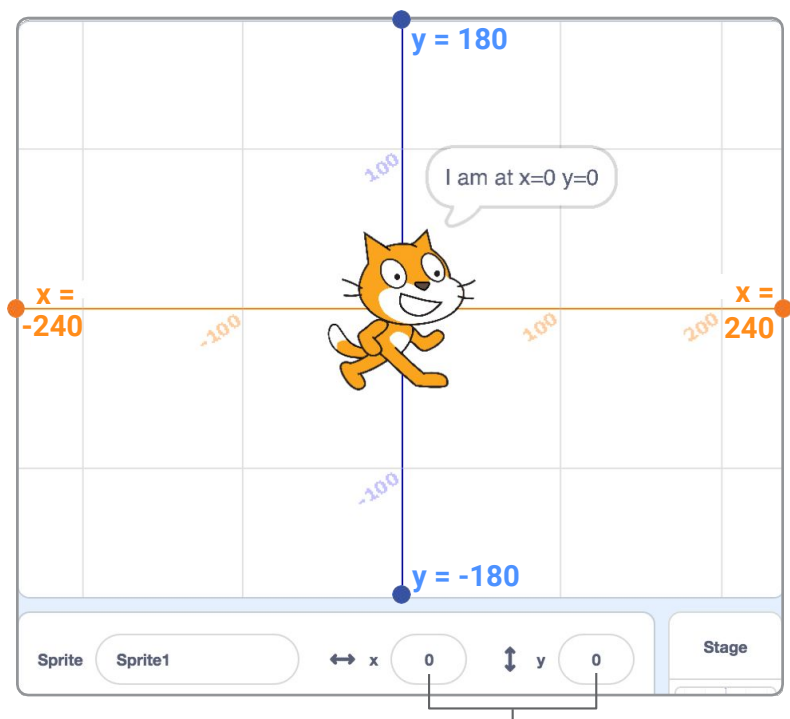 y = 180
100
I am at x=0 y=0
x =
-240
x =
240
-100
100
200
-100
y = -180
Sprite Sprite1 x 0 y 0
Stage